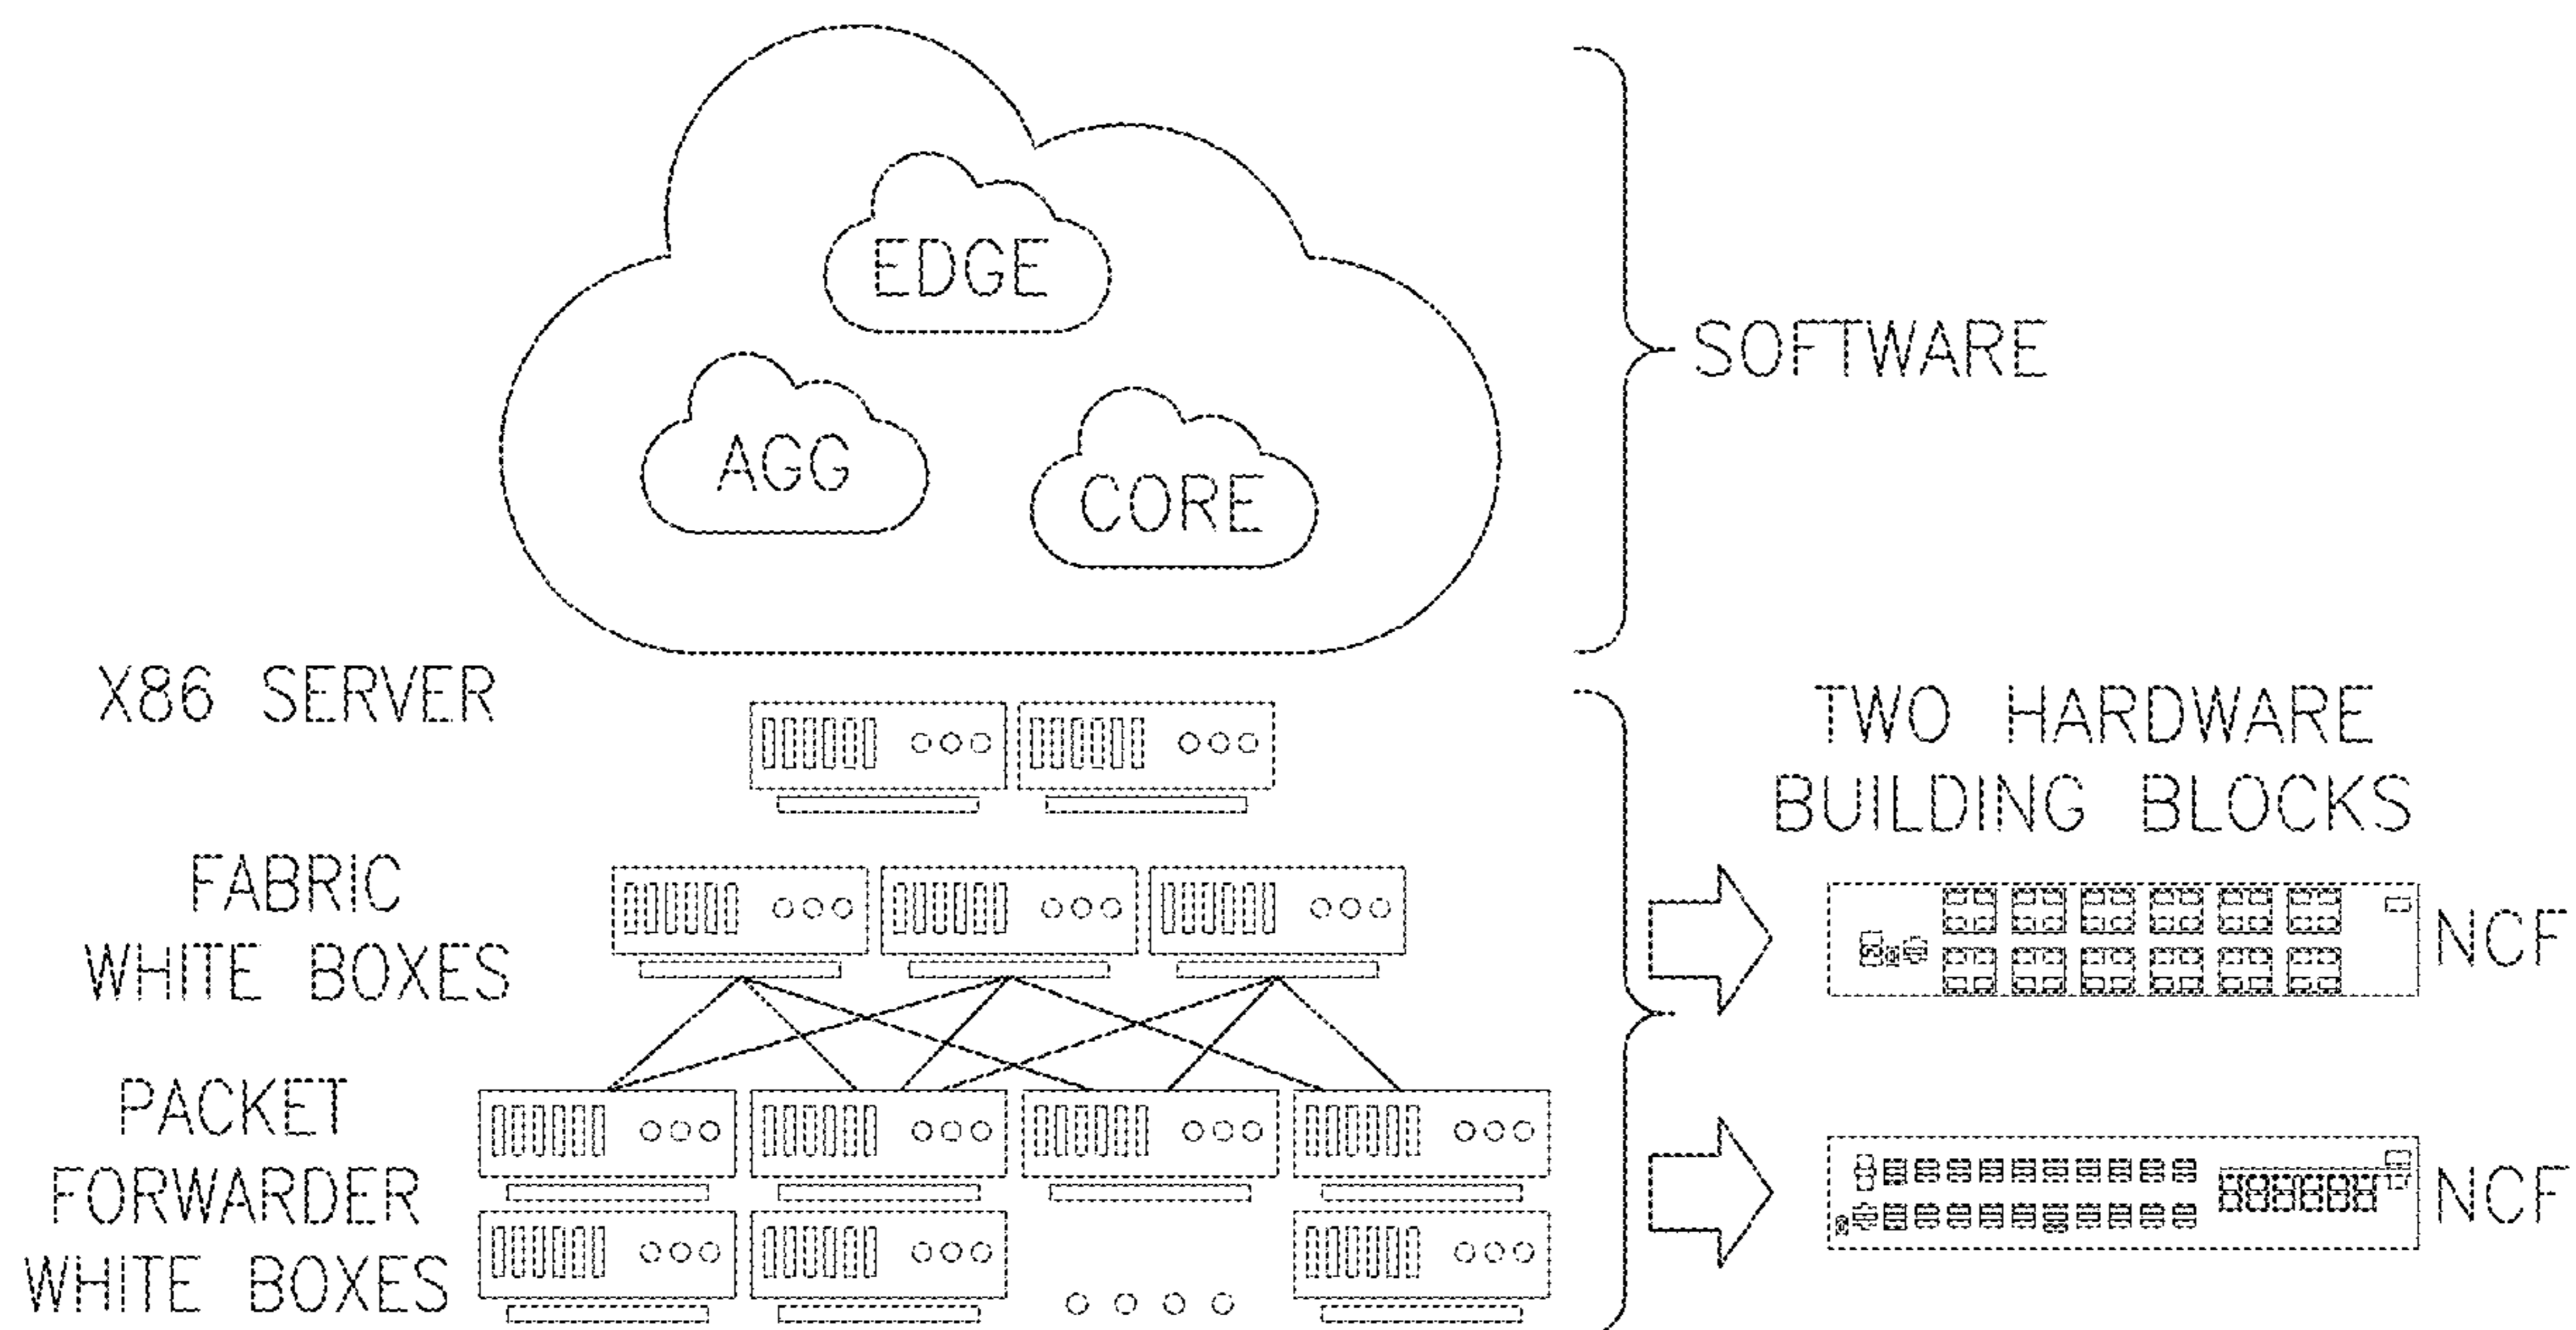 EDGE
AGG
CORE
SOFTWARE
X86 SERVER
TWO HARDWARE
BUILDING BLOCKS
FABRIC
WHITE BOXES
NCF
PACKET
FORWARDER
WHITE BOXES
NCF